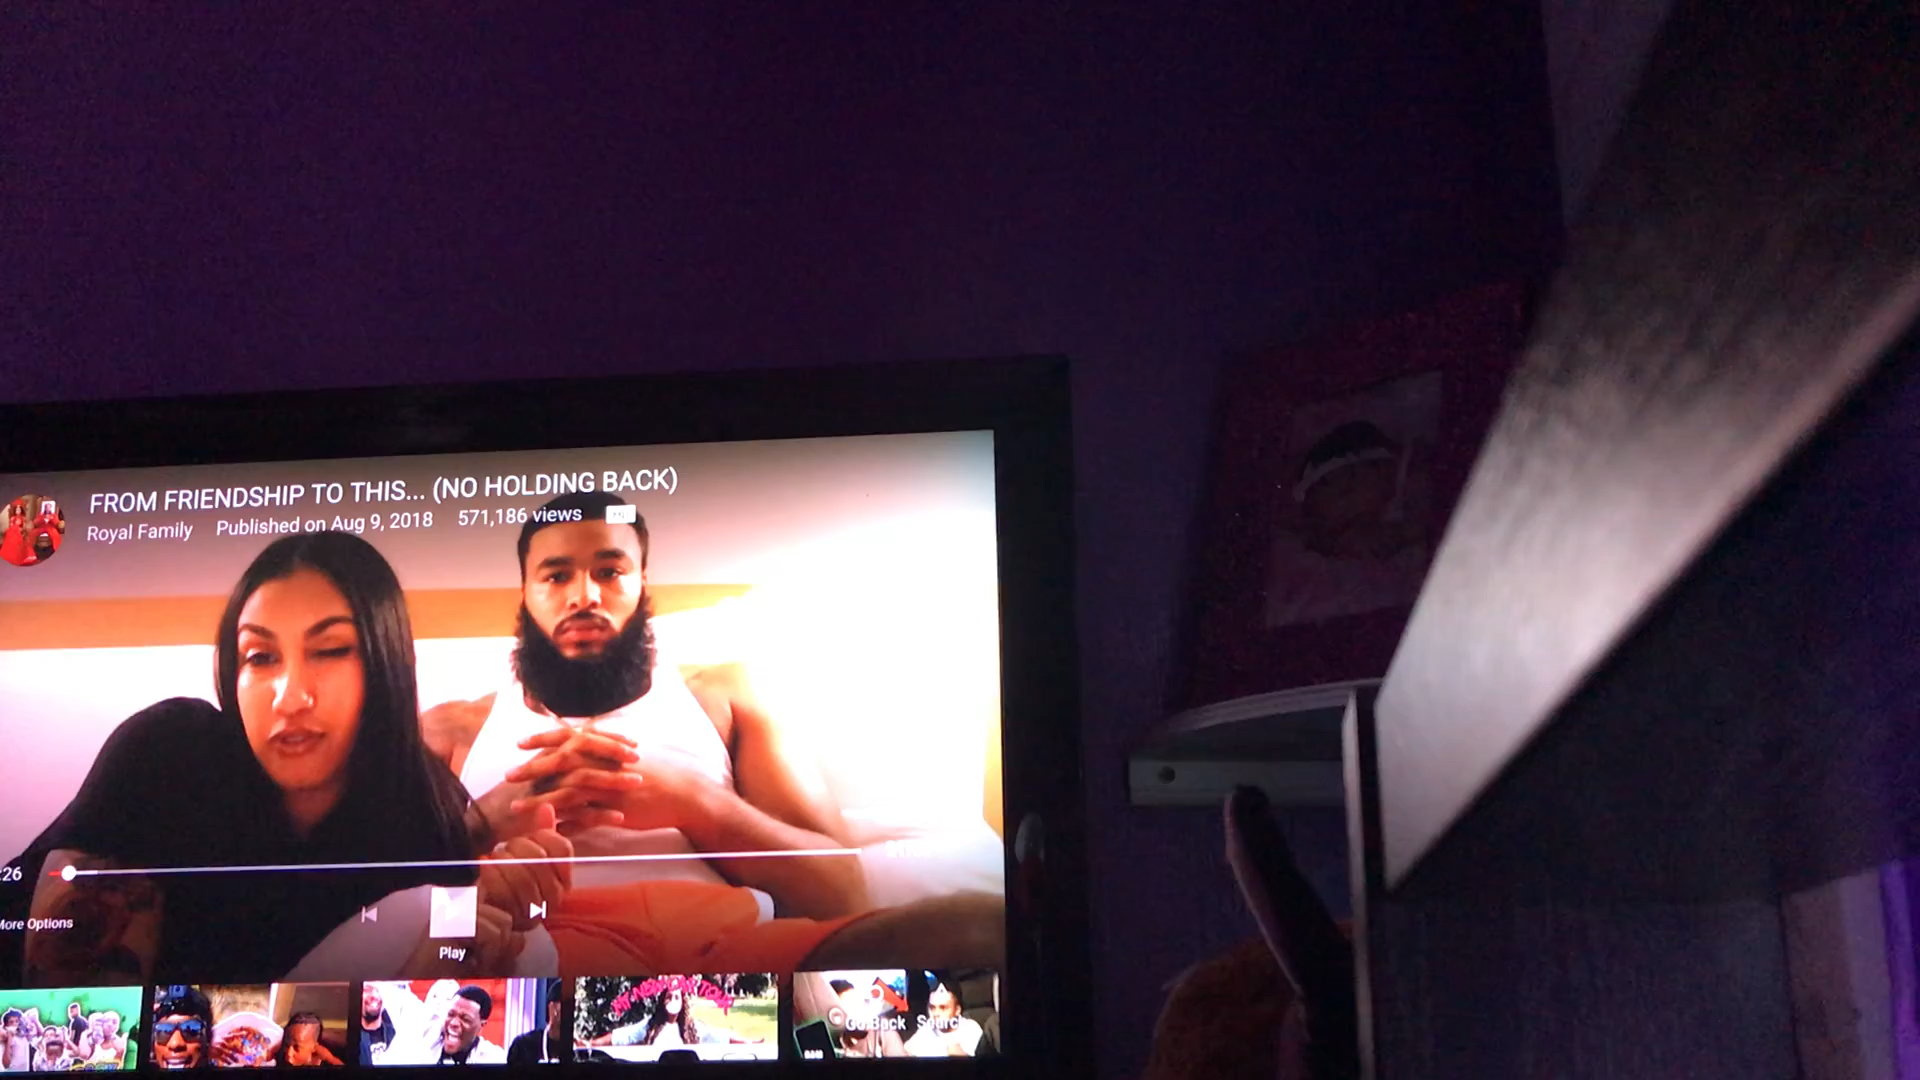 FROM FRIENDSHIP TO THIS... (NO HOLDING BACK)
Royal Family Published on Aug 9, 2018 571,186 views
:26
More Options
Play
Go Back Search